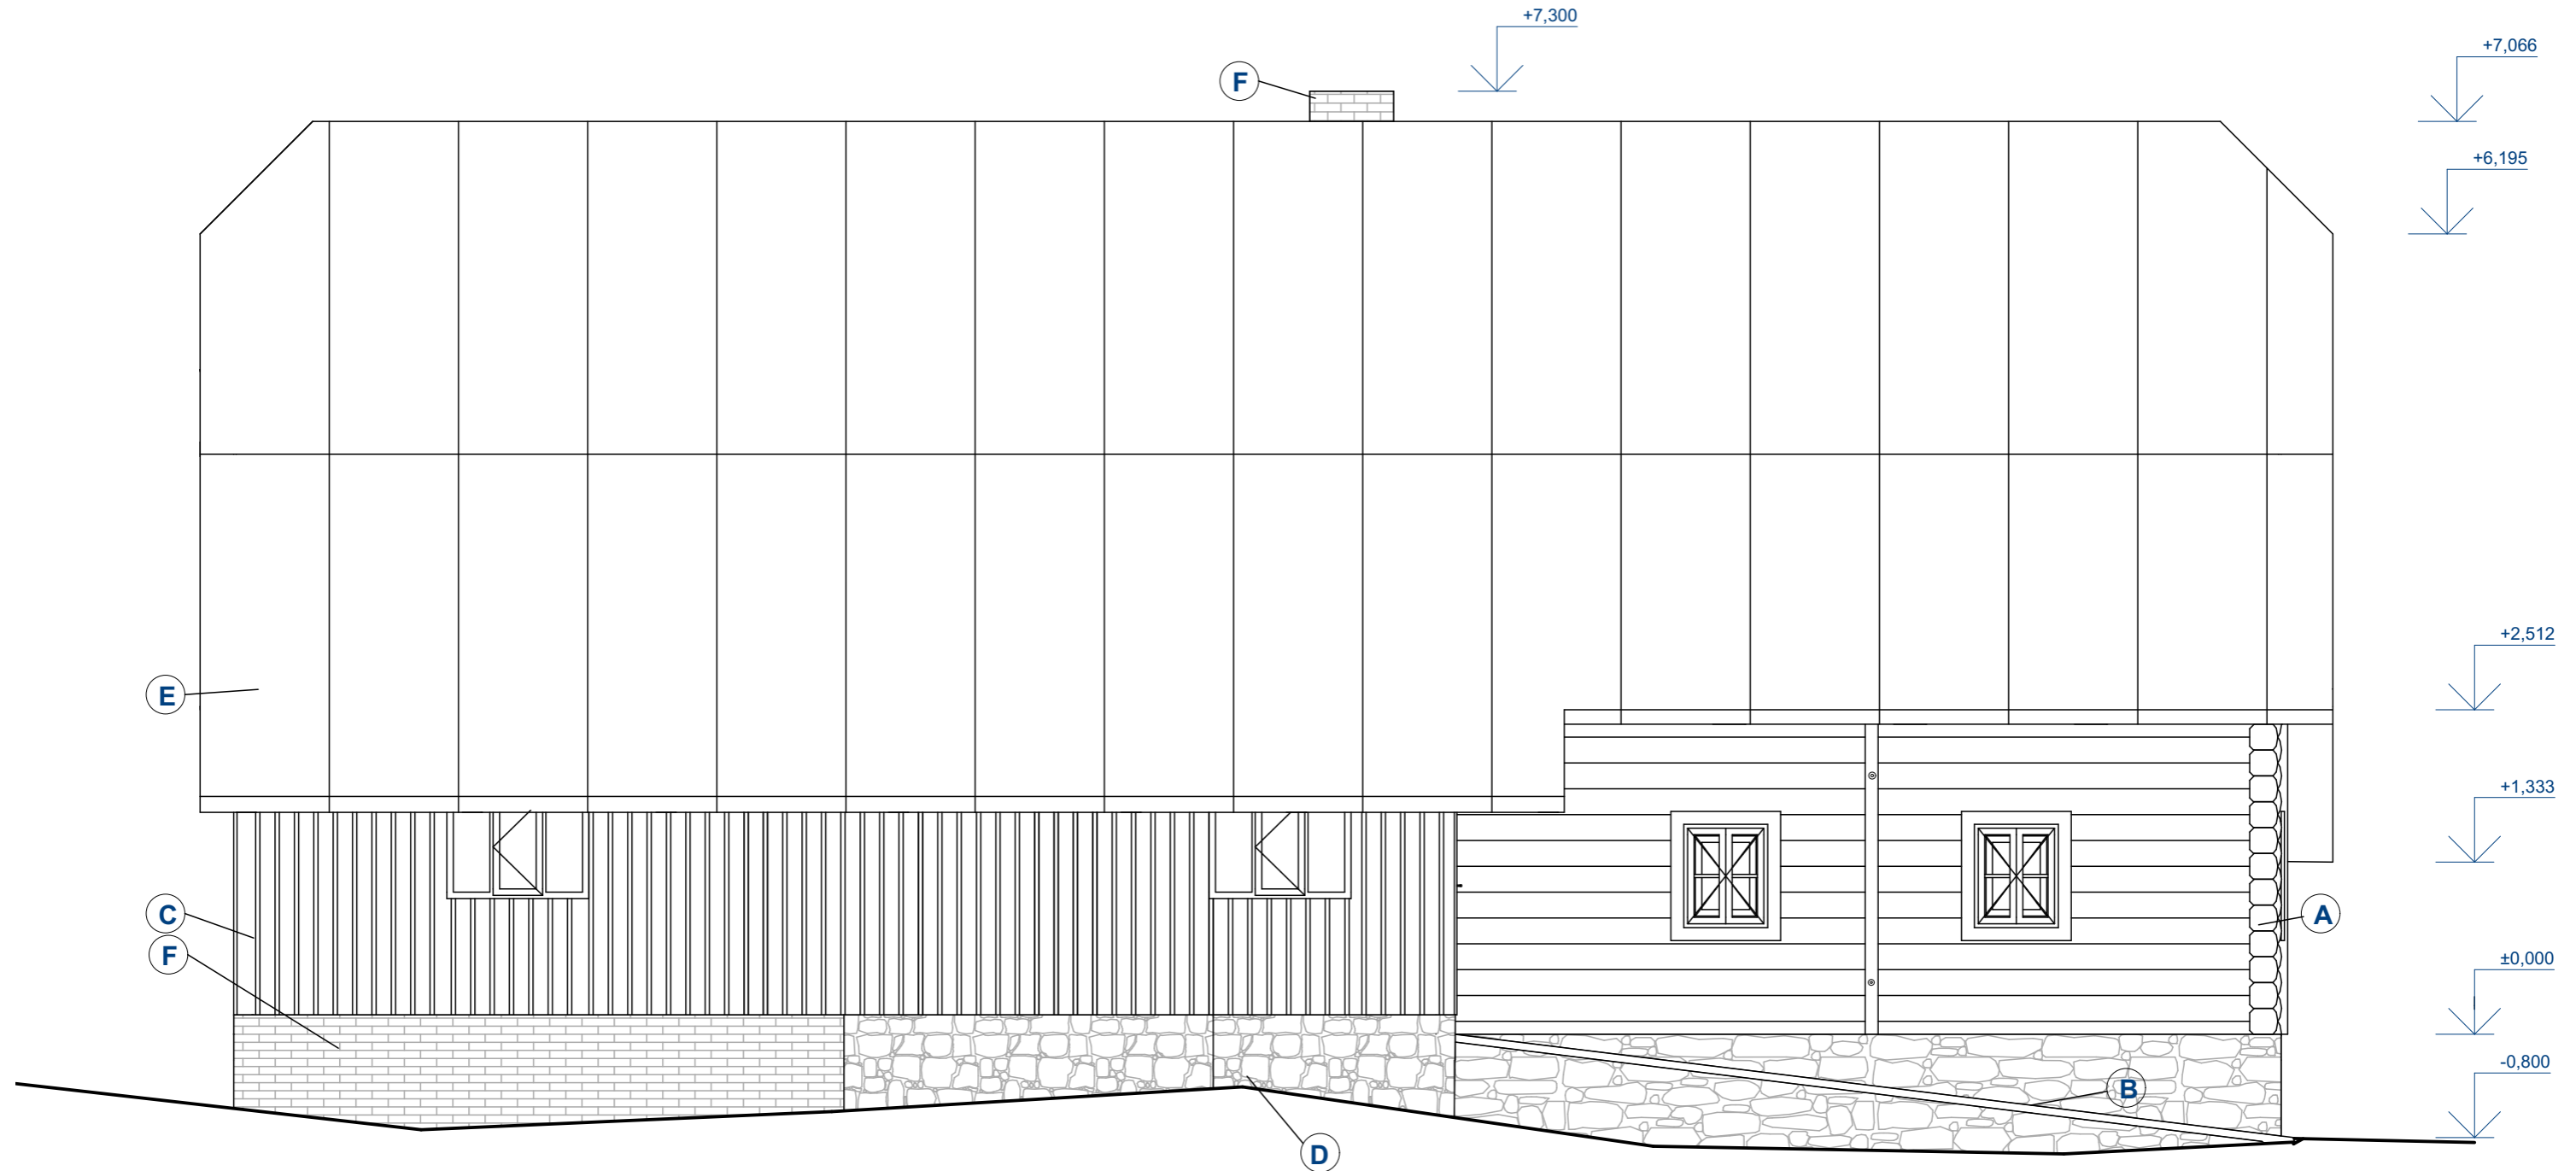 +7,300
+7,066
F
+6,195
+2,512
E
+1,333
C
A
F
±0,000
-0,800
B
D